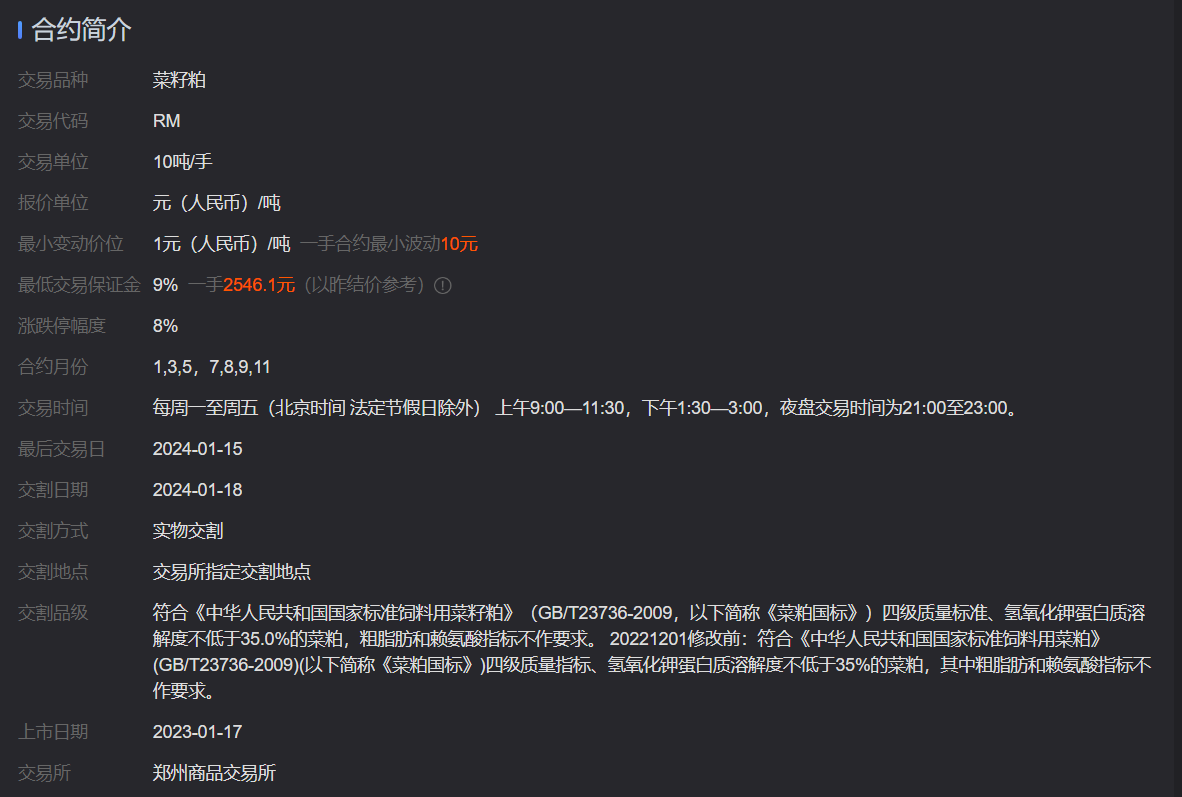 合约简介
交易品种 菜籽粕
交易代码 RM
交易单位 10吨/手
报价单位 元（人民币）/吨
最小变动价位 1元（人民币）/吨 一手合约最小波动10元
最低交易保证金 9% 一手2546.1元（以昨结价参考）
涨跌停幅度 8%
合约月份 1,3,5，7,8,9,11
交易时间 每周一至周五（北京时间 法定节假日除外） 上午9:00—11:30，下午1:30—3:00，夜盘交易时间为21:00至23:00。
最后交易日 2024-01-15
交割日期 2024-01-18
交割方式 实物交割
交割地点 交易所指定交割地点
交割品级 符合《中华人民共和国国家标准饲料用菜籽粕》（GB/T23736-2009，以下简称《菜粕国标》）四级质量标准、氢氧化钾蛋白质溶
解度不低于35.0%的菜粕，粗脂肪和赖氨酸指标不作要求。 20221201修改前：符合《中华人民共和国国家标准饲料用菜粕》
(GB/T23736-2009)(以下简称《菜粕国标》)四级质量指标、氢氧化钾蛋白质溶解度不低于35%的菜粕，其中粗脂肪和赖氨酸指标不
作要求。
上市日期 2023-01-17
交易所 郑州商品交易所